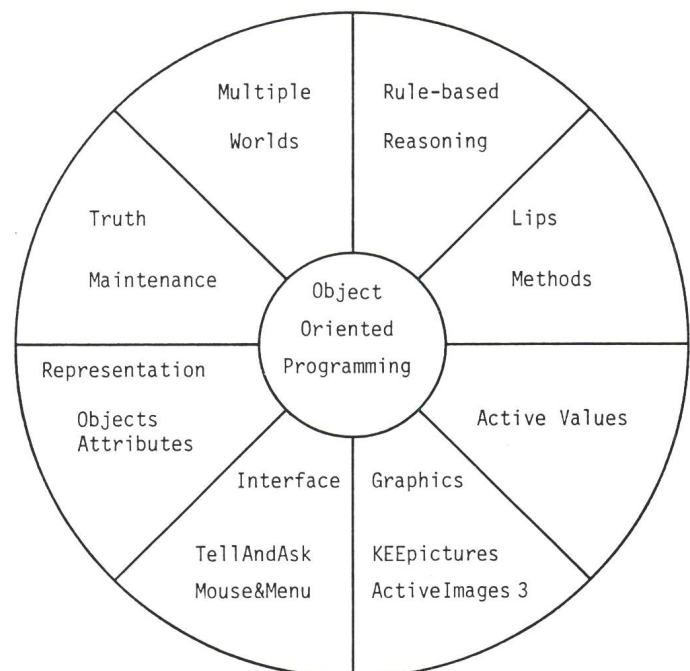 Multiple
Worlds
Rule-based
Reasoning
Truth
Maintenance
Lips
Methods
Object
Oriented
Programming
Representation
Objects
Attributes
Active Values
Interface
TellAndAsk
Mouse&Menu
Graphics
KEEpictures
ActiveImages 3